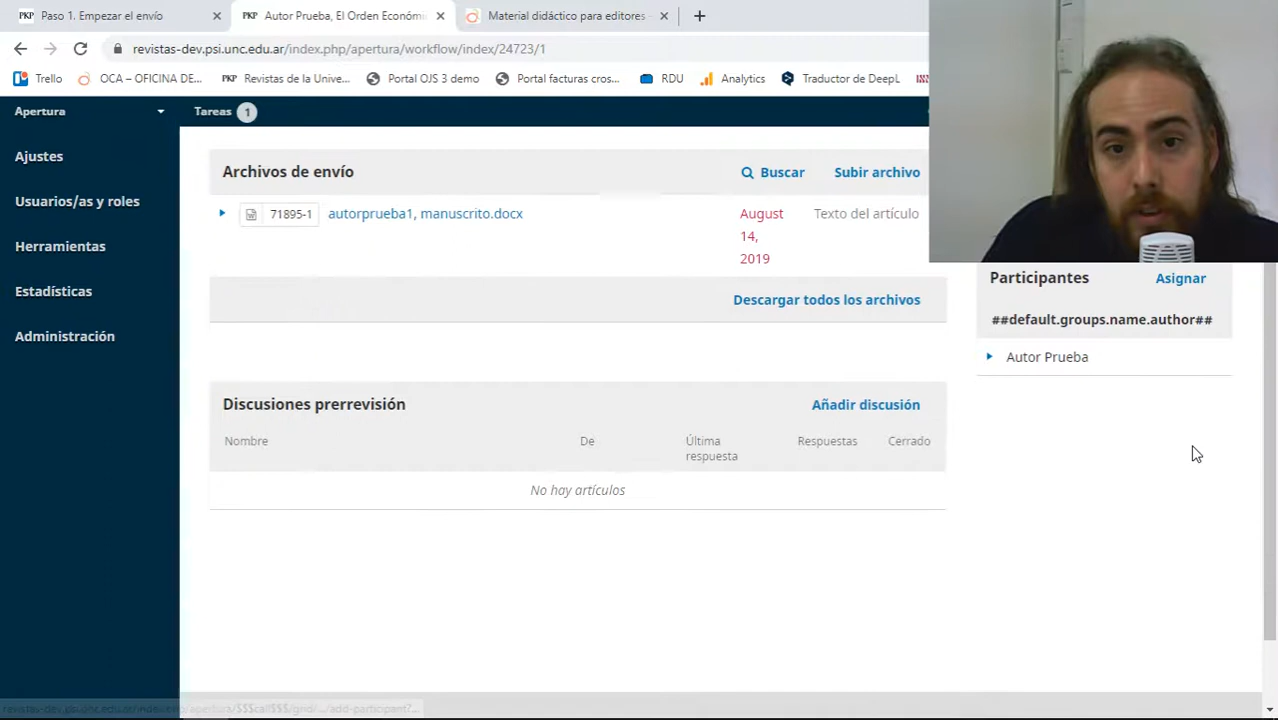 Paso 1. Empezar el envío
Autor Prueba, El Orden Económi
Material didáctico para editores -
revistas-dev.psi.unc.edu.ar/index.php/apertura/workflow/index/24723/1
Trello
OCA – OFICINA DE...
PKP Revistas de la Unive...
Portal OJS 3 demo
Portal facturas cros...
RDU
Analytics
Traductor de DeepL
Apertura
Tareas 1
Ajustes
Usuarios/as y roles
Herramientas
Estadísticas
Administración
Archivos de envío
Buscar
Subir archivo
71895-1
autorprueba1, manuscrito.docx
August
14,
2019
Texto del artículo
Descargar todos los archivos
Participantes
Asignar
##default.groups.name.author##
Autor Prueba
Discusiones prerrevisión
Añadir discusión
Nombre
De
Última
respuesta
Respuestas
Cerrado
No hay artículos